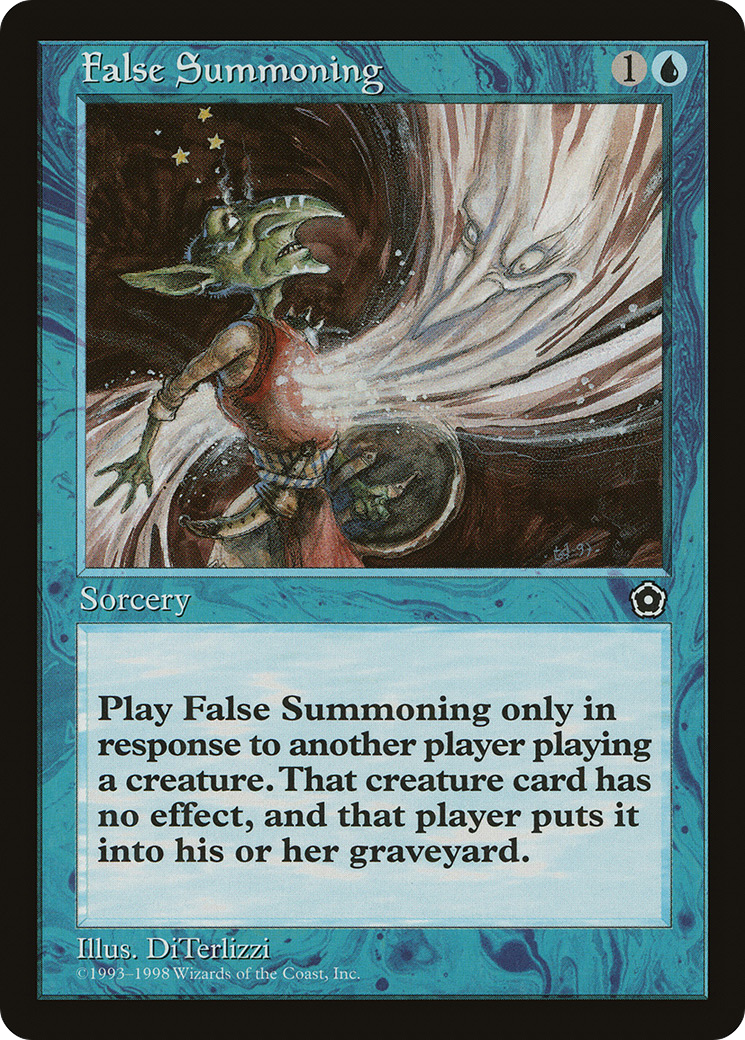 False Summoning
1
Sorcery
Play False Summoning only in
response to another player playing
a creature. That creature card has
no effect, and that player puts it
into his or her graveyard.
Illus. DiTerlizzi
©1993–1998 Wizards of the Coast, Inc.